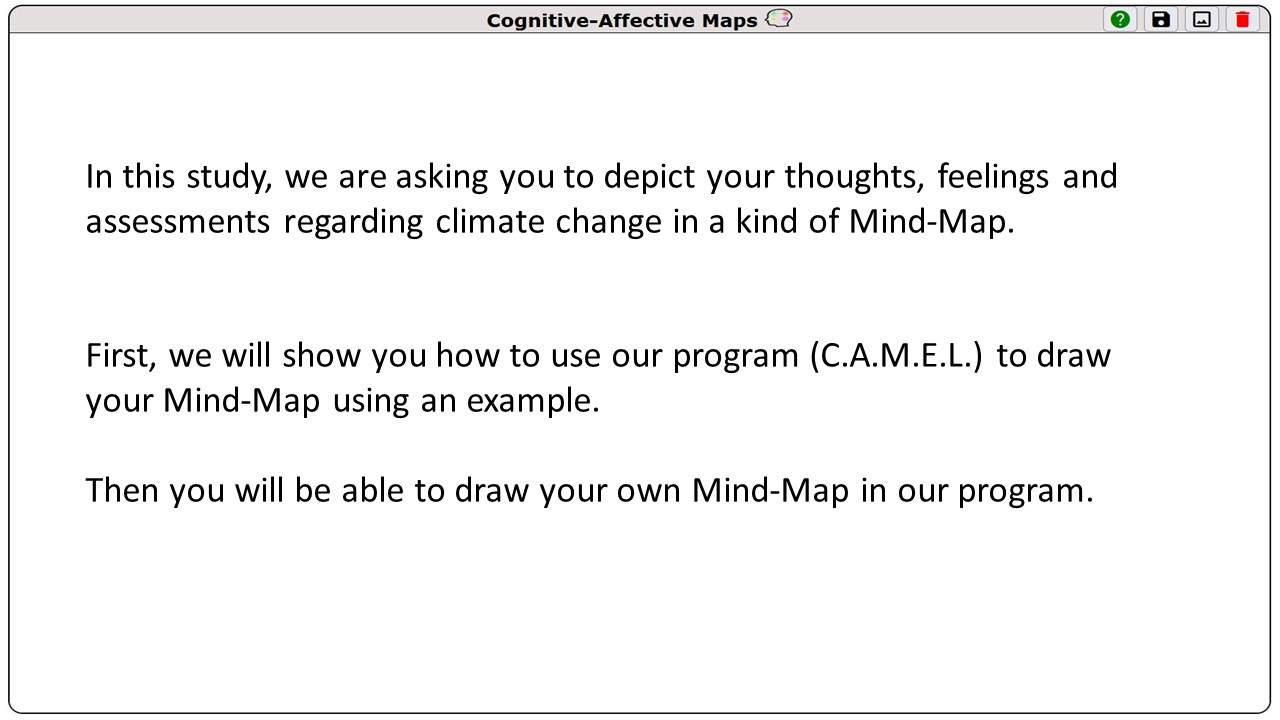 Cognitive-Affective Maps
In this study, we are asking you to depict your thoughts, feelings and
assessments regarding climate change in a kind of Mind-Map.
First, we will show you how to use our program (C.A.M.E.L.) to draw
your Mind-Map using an example.
Then you will be able to draw your own Mind-Map in our program.